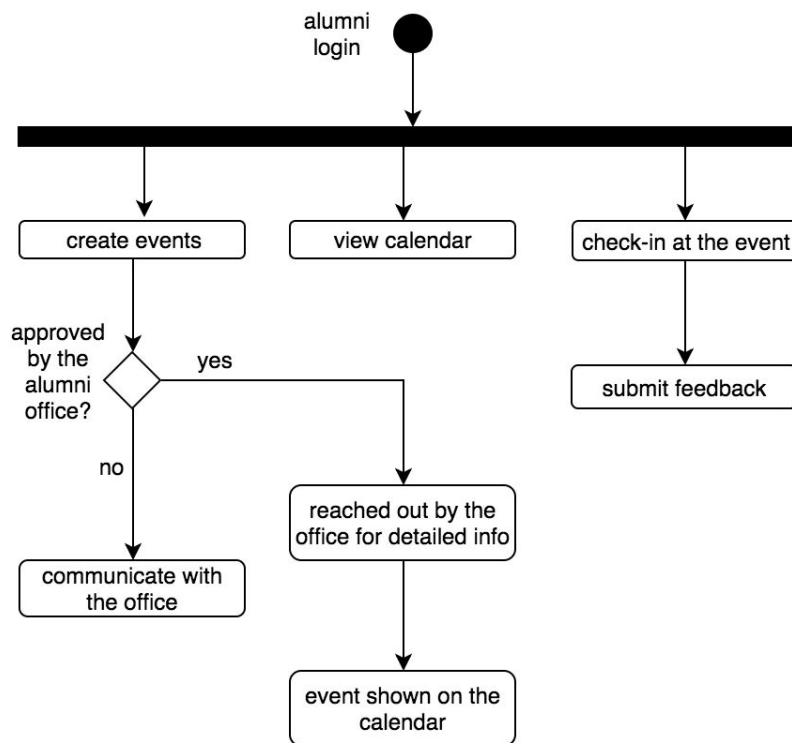 alumni
login
create events
view calendar
check-in at the event
approved
by the
alumni
office?
yes
submit feedback
no
reached out by the
office for detailed info
communicate with
the office
event shown on the
calendar